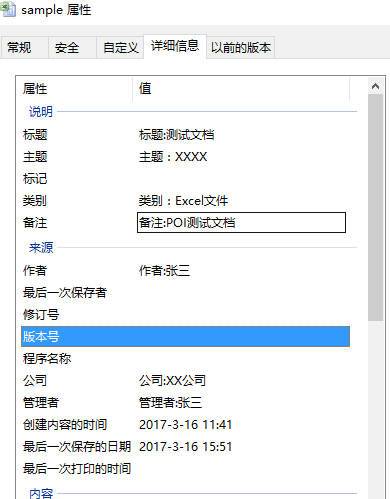 sample 属性
常规 安全 自定义 详细信息 以前的版本
属性 值
说明
标题 标题:测试文档
主题 主题：XXXX
标记
类别 类别：Excel文件
备注 备注:POI测试文档
来源
作者 作者:张三
最后一次保存者
修订号
版本号
程序名称
公司 公司:XX公司
管理者 管理者:张三
创建内容的时间 2017-3-16 11:41
最后一次保存的日期 2017-3-16 15:51
最后一次打印的时间
内容